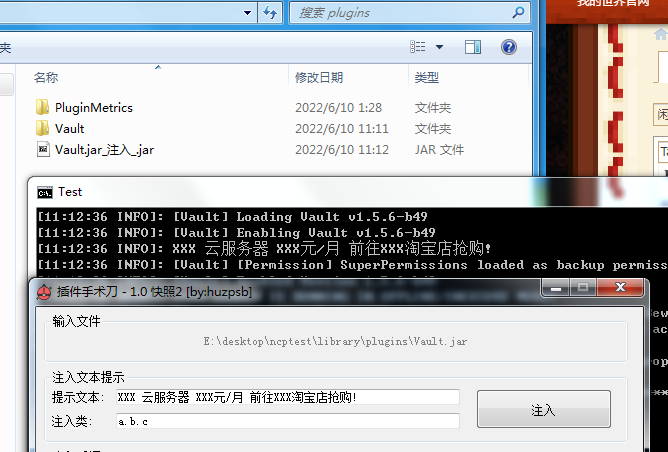 我的世界官网
搜索 plugins
夹
名称 修改日期 类型
PluginMetrics 2022/6/10 1:28 文件夹
Vault 2022/6/10 11:11 文件夹
Vault.jar_注入_.jar 2022/6/10 11:12 JAR 文件
闲
Test
[11:12:36 INFO]: [Vault] Loading Vault v1.5.6-b49
[11:12:36 INFO]: [Vault] Enabling Vault v1.5.6-b49
[11:12:36 INFO]: XXX 云服务器 XXX元/月 前往XXX淘宝店抢购!
[11:12:36 INFO]: [Vault] [Permission] SuperPermissions loaded as backup permiss
插件手术刀 - 1.0 快照2 [by:huzpsb]
输入文件
E:\desktop\ncptest\library\plugins\Vault.jar
注入文本提示
提示文本: XXX 云服务器 XXX元/月 前往XXX淘宝店抢购!
注入类: a.b.c
注入